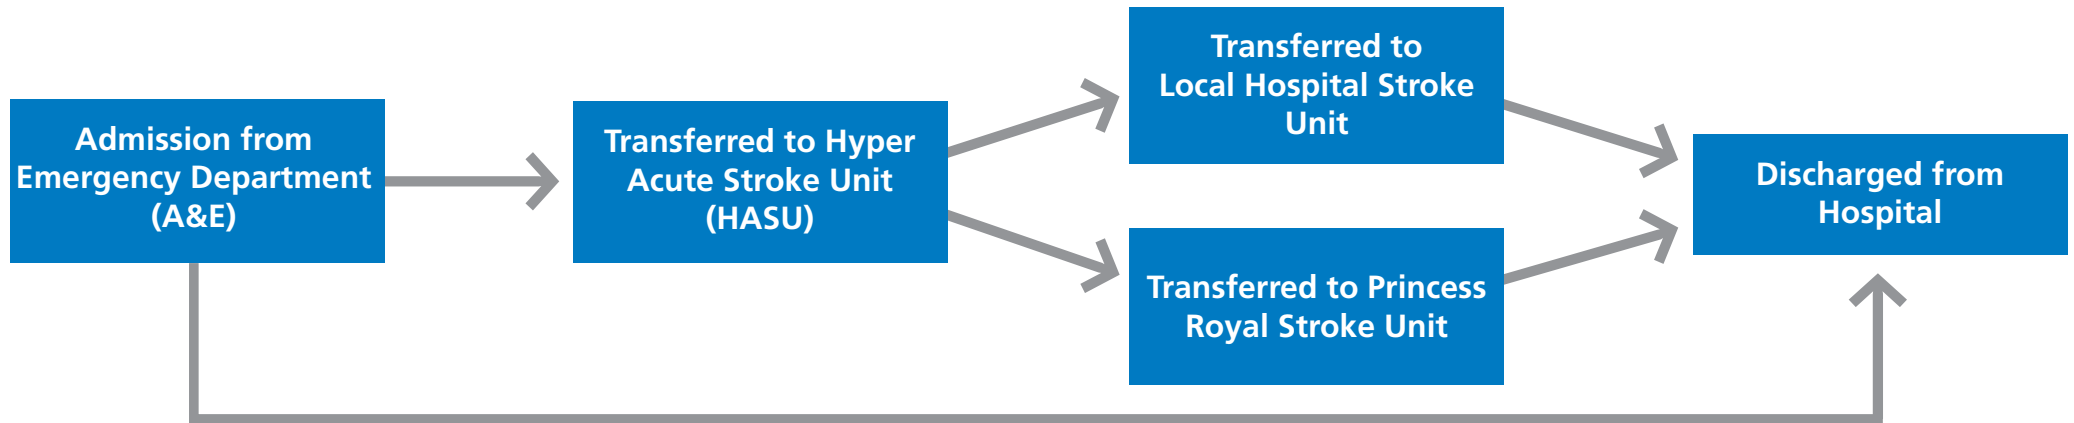 Admission from
Emergency Department
(A&E)
Transferred to Hyper
Acute Stroke Unit
(HASU)
Transferred to
Local Hospital Stroke
Unit
Transferred to Princess
Royal Stroke Unit
Discharged from
Hospital